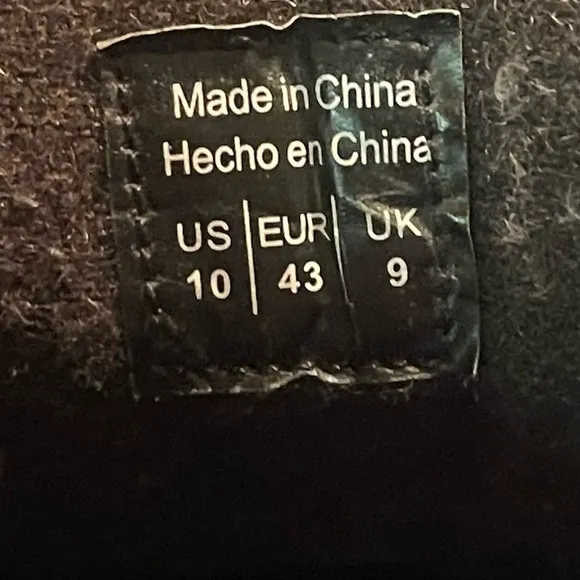 Made in China
Hecho en China
US EUR UK
10 43 9